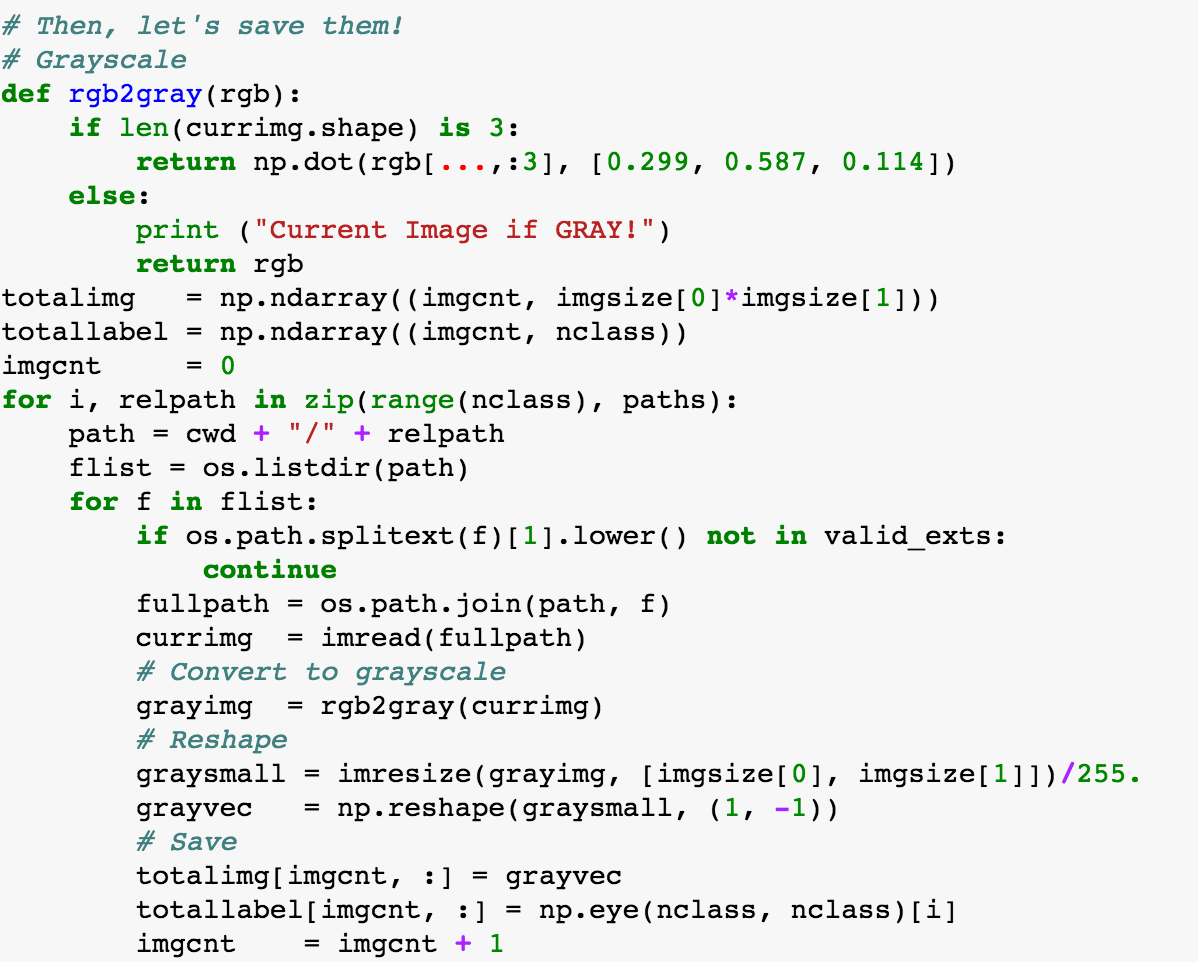 # Then, let's save them!
# Grayscale
def rgb2gray(rgb):
    if len(currimg.shape) is 3:
        return np.dot(rgb[...,:3], [0.299, 0.587, 0.114])
    else:
        print ("Current Image if GRAY!")
        return rgb
totalimg   = np.ndarray((imgcnt, imgsize[0]*imgsize[1]))
totallabel = np.ndarray((imgcnt, nclass))
imgcnt     = 0
for i, relpath in zip(range(nclass), paths):
    path = cwd + "/" + relpath
    flist = os.listdir(path)
    for f in flist:
        if os.path.splitext(f)[1].lower() not in valid_exts:
            continue
        fullpath = os.path.join(path, f)
        currimg  = imread(fullpath)
        # Convert to grayscale
        grayimg  = rgb2gray(currimg)
        # Reshape
        graysmall = imresize(grayimg, [imgsize[0], imgsize[1]])/255.
        grayvec   = np.reshape(graysmall, (1, -1))
        # Save
        totalimg[imgcnt, :] = grayvec
        totallabel[imgcnt, :] = np.eye(nclass, nclass)[i]
        imgcnt    = imgcnt + 1